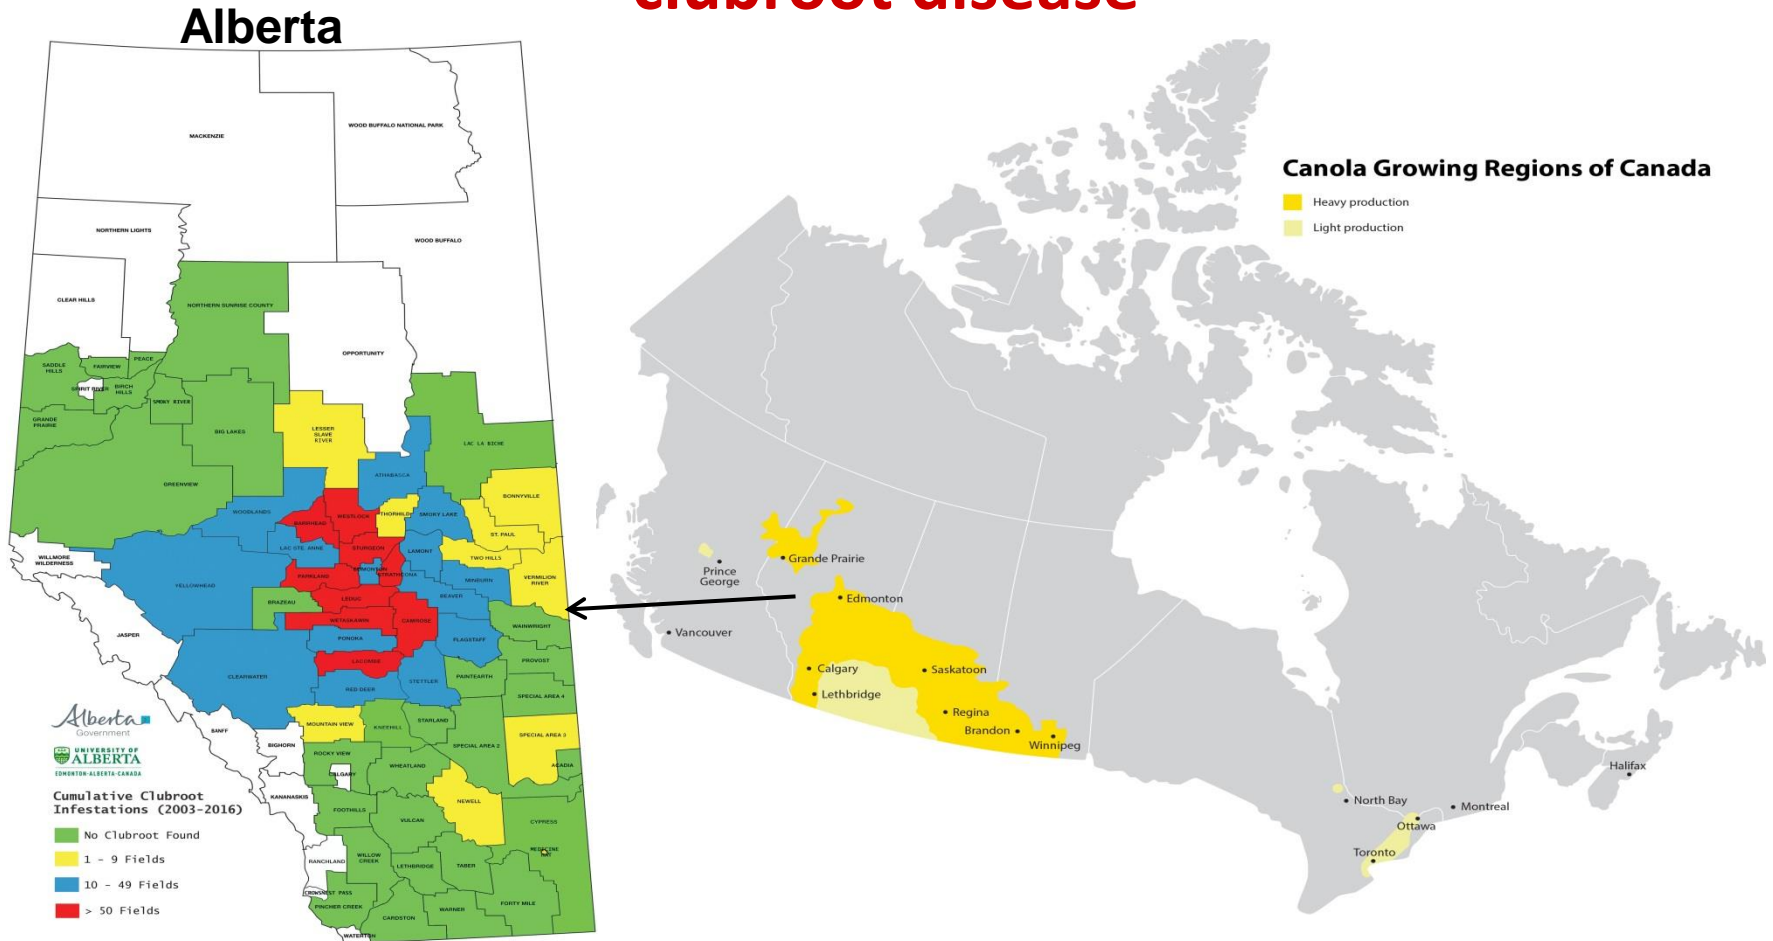 clubroot disease
Alberta
MACKENZIE
WOOD BUFFALO NATIONAL PARK
NORTHERN LIGHTS
WOOD BUFFALO
CLEAR HILLS
NORTHERN SUNRISE COUNTY
OPPORTUNITY
PEACE
SADDLE
HILLS
FAIRVIEW
SPIRIT RIVER
BIRCH
HILLS
SMOKY RIVER
GRANDE
PRAIRIE
BIG LAKES
LESSER
SLAVE
RIVER
LAC LA BICHE
GREENVIEW
ATHABASCA
BONNYVILLE
WOODLANDS
BARRHEAD
WESTLOCK
THORHILD
SMOKY LAKE
ST. PAUL
WILLMORE
WILDERNESS
LAC STE. ANNE
STURGEON
LAMONT
TWO HILLS
YELLOWHEAD
PARKLAND
EDMONTON
STRATHCONA
MINBURN
VERMILION
RIVER
BRAZEAU
LEDUC
BEAVER
JASPER
WETASKIWIN
CAMROSE
WAINWRIGHT
PONOKA
FLAGSTAFF
LACOMBE
PROVOST
CLEARWATER
RED DEER
STETTLER
PAINTEARTH
SPECIAL AREA 4
BANFF
BIGHORN
MOUNTAIN VIEW
KNEEHILL
STARLAND
SPECIAL AREA 2
SPECIAL AREA 3
ROCKY VIEW
CALGARY
WHEATLAND
ACADIA
KANANASKIS
FOOTHILLS
VULCAN
NEWELL
CYPRESS
RANCHLAND
WILLOW
CREEK
LETHBRIDGE
TABER
MEDICINE
HAT
CROWSNEST PASS
PINCHER CREEK
CARDSTON
WARNER
FORTY MILE
WATERTON
Alberta
Government
UNIVERSITY OF
ALBERTA
EDMONTON·ALBERTA·CANADA
Cumulative Clubroot
Infestations (2003-2016)
No Clubroot Found
1 - 9 Fields
10 - 49 Fields
> 50 Fields
Canola Growing Regions of Canada
Heavy production
Light production
Grande Prairie
Prince
George
Edmonton
Vancouver
Calgary
Saskatoon
Lethbridge
Regina
Brandon
Winnipeg
Halifax
North Bay
Montreal
Ottawa
Toronto